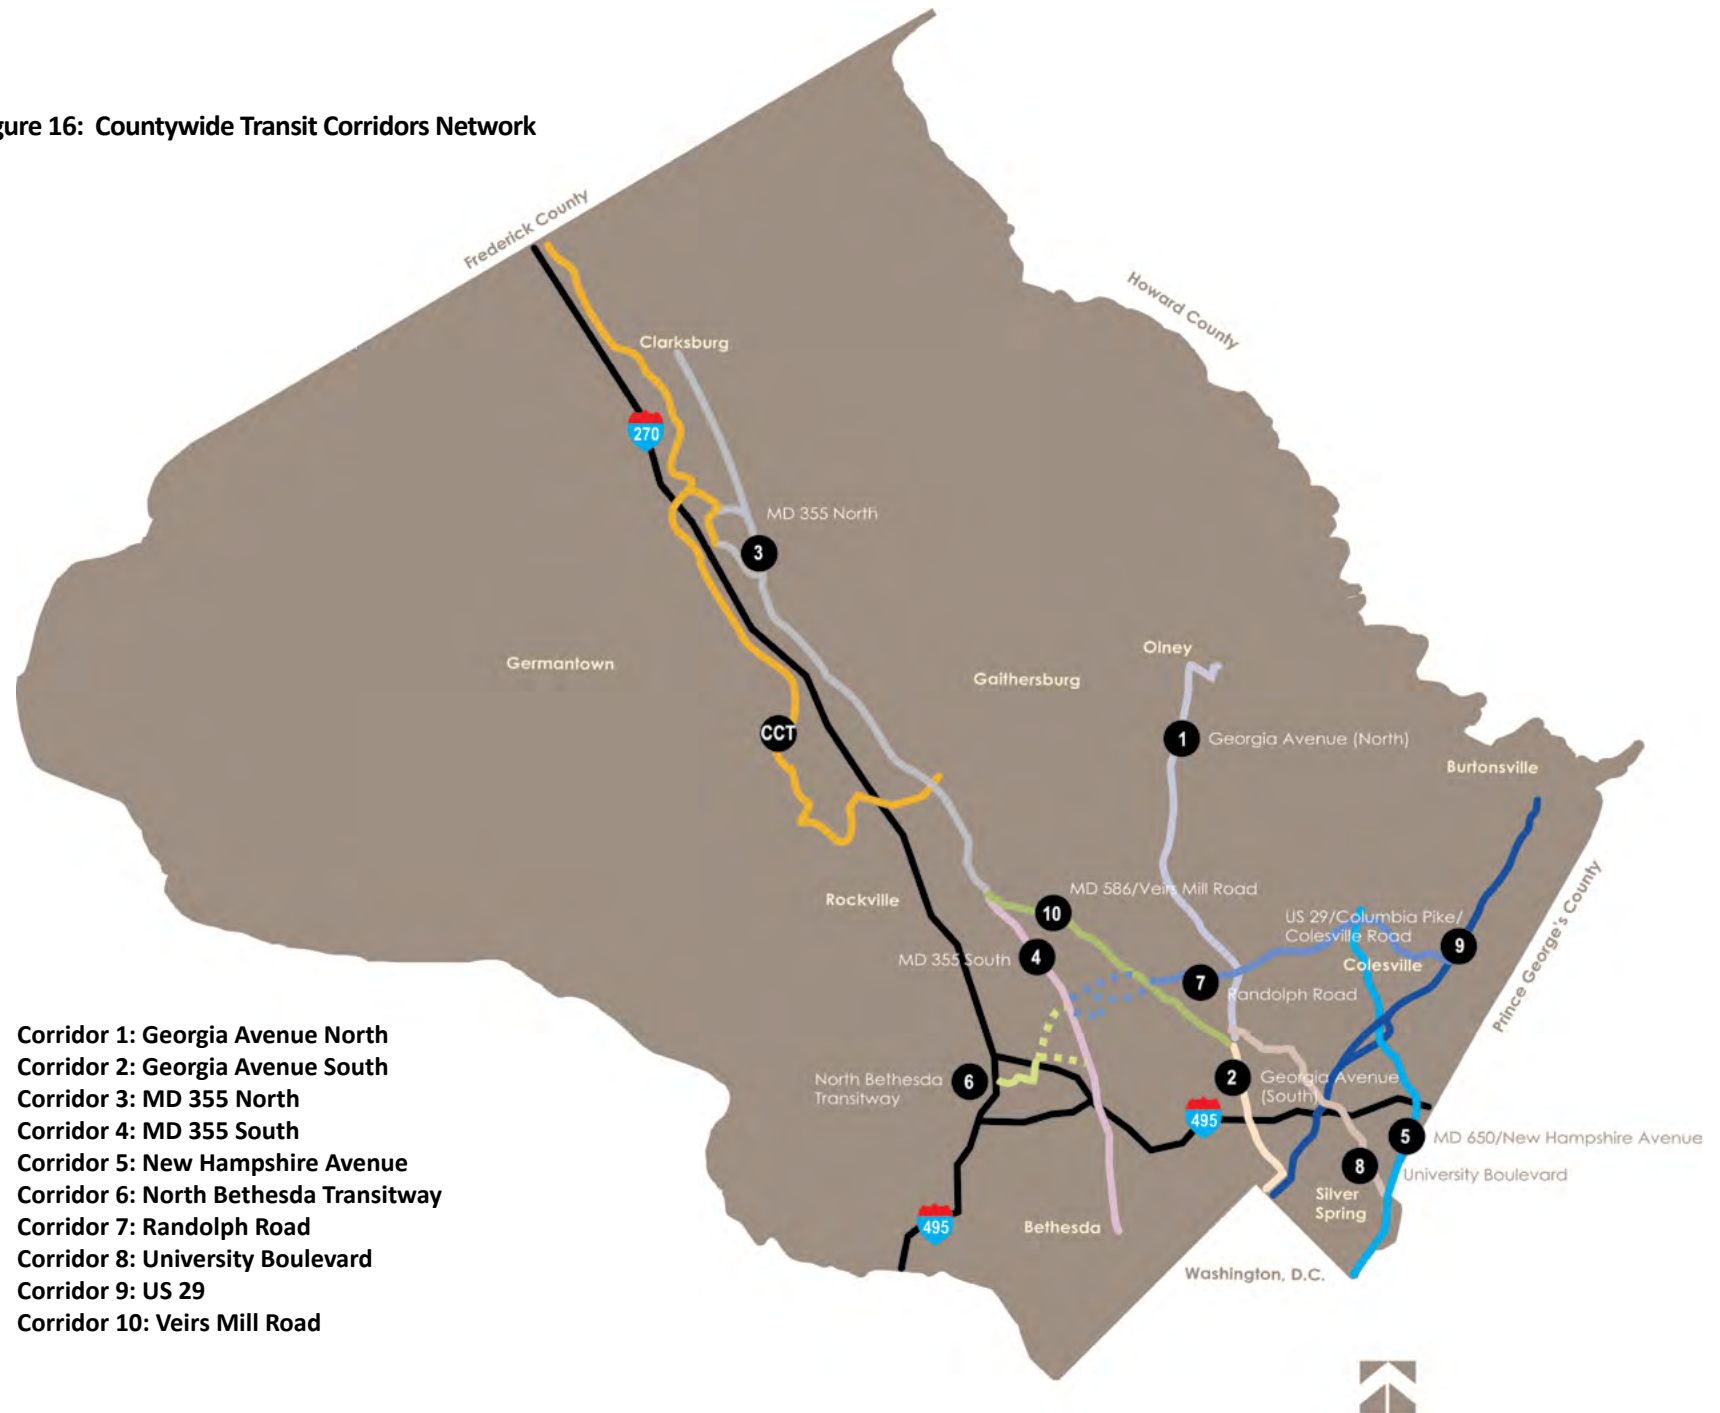 gure 16: Countywide Transit Corridors Network
Frederick County
Howard County
Clarksburg
270
MD 355 North
3
Germantown
Olney
Gaithersburg
CCT
1 Georgia Avenue (North)
Burtonsville
Prince George's County
Rockville
MD 586/Veirs Mill Road
10
US 29/Columbia Pike/
Colesville Road
9
MD 355 South 4
Colesville
7
Randolph Road
North Bethesda
Transitway
6
2 Georgia Avenue
(South)
495
5 MD 650/New Hampshire Avenue
8 University Boulevard
Silver
Spring
495
Bethesda
Washington, D.C.
Corridor 1: Georgia Avenue North
Corridor 2: Georgia Avenue South
Corridor 3: MD 355 North
Corridor 4: MD 355 South
Corridor 5: New Hampshire Avenue
Corridor 6: North Bethesda Transitway
Corridor 7: Randolph Road
Corridor 8: University Boulevard
Corridor 9: US 29
Corridor 10: Veirs Mill Road